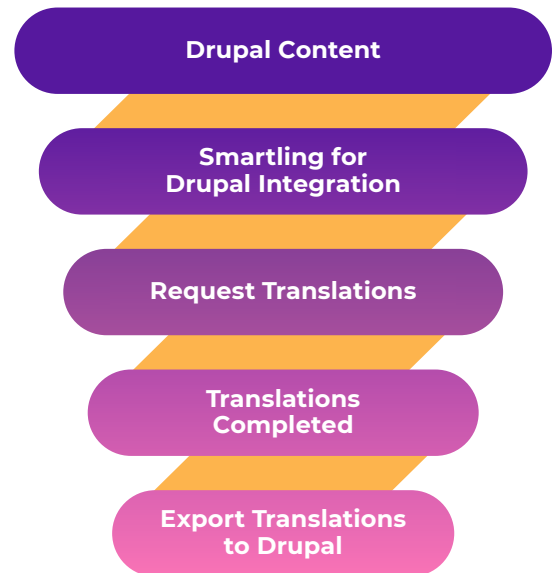 Drupal Content
Smartling for
Drupal Integration
Request Translations
Translations
Completed
Export Translations
to Drupal